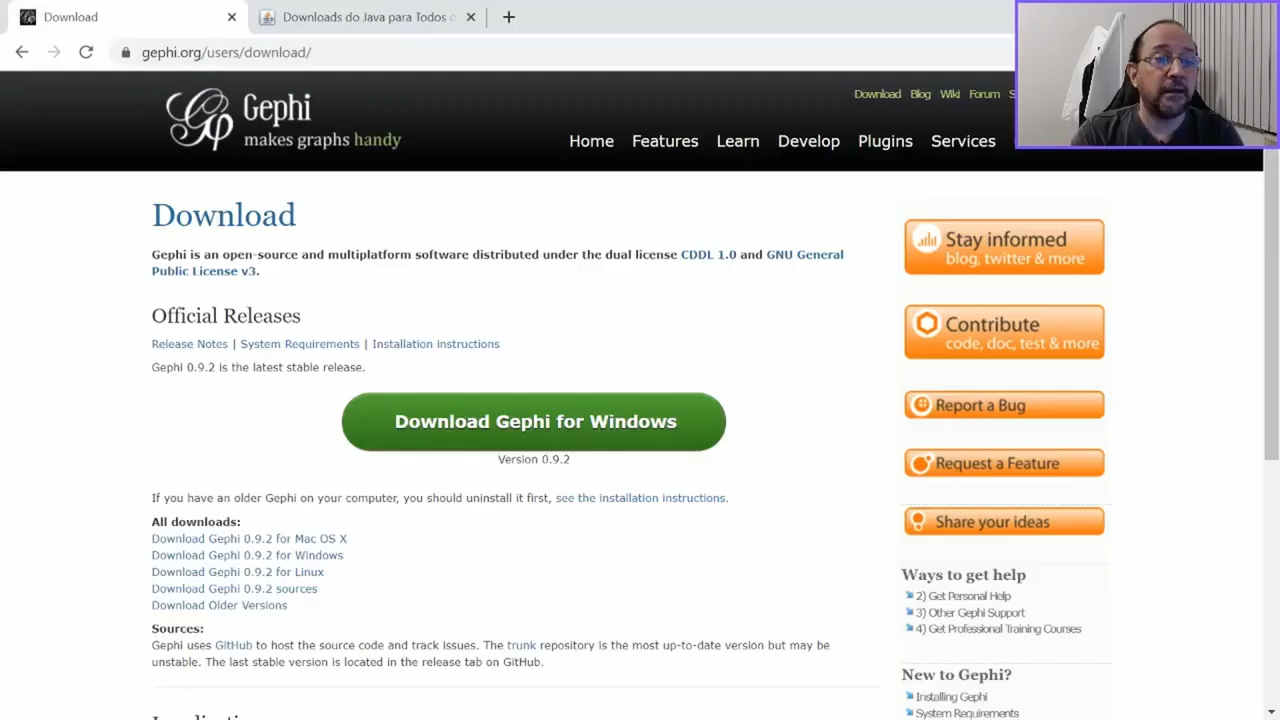 Download
Downloads do Java para Todos o
gephi.org/users/download/
Gp
Gephi
makes graphs handy
Download Blog Wiki Forum S
Home Features Learn Develop Plugins Services
Download
Gephi is an open-source and multiplatform software distributed under the dual license CDDL 1.0 and GNU General
Public License v3.
Official Releases
Release Notes | System Requirements | Installation instructions
Gephi 0.9.2 is the latest stable release.
Download Gephi for Windows
Version 0.9.2
If you have an older Gephi on your computer, you should uninstall it first, see the installation instructions.
All downloads:
Download Gephi 0.9.2 for Mac OS X
Download Gephi 0.9.2 for Windows
Download Gephi 0.9.2 for Linux
Download Gephi 0.9.2 sources
Download Older Versions
Sources:
Gephi uses GitHub to host the source code and track issues. The trunk repository is the most up-to-date version but may be
unstable. The last stable version is located in the release tab on GitHub.
Stay informed
blog, twitter & more
Contribute
code, doc, test & more
Report a Bug
Request a Feature
Share your ideas
Ways to get help
2) Get Personal Help
3) Other Gephi Support
4) Get Professional Training Courses
New to Gephi?
Installing Gephi
System Requirements